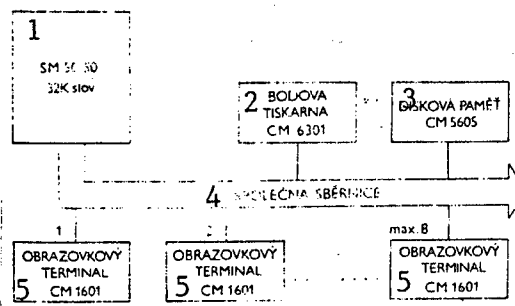 1
SM 50/50
32K slov
2 BODOVA
TISKARNA
CM 6301
3
DISKOVÁ PAMĚŤ
CM 5605
4 SPOLEČNA SBĚRNICE
1
2
max. 8
OBRAZOVKOVÝ
TERMINAL
5 CM 1601
OBRAZOVKOVÝ
TERMINAL
5 CM 1601
OBRAZOVKOVÝ
TERMINAL
5 CM 1601